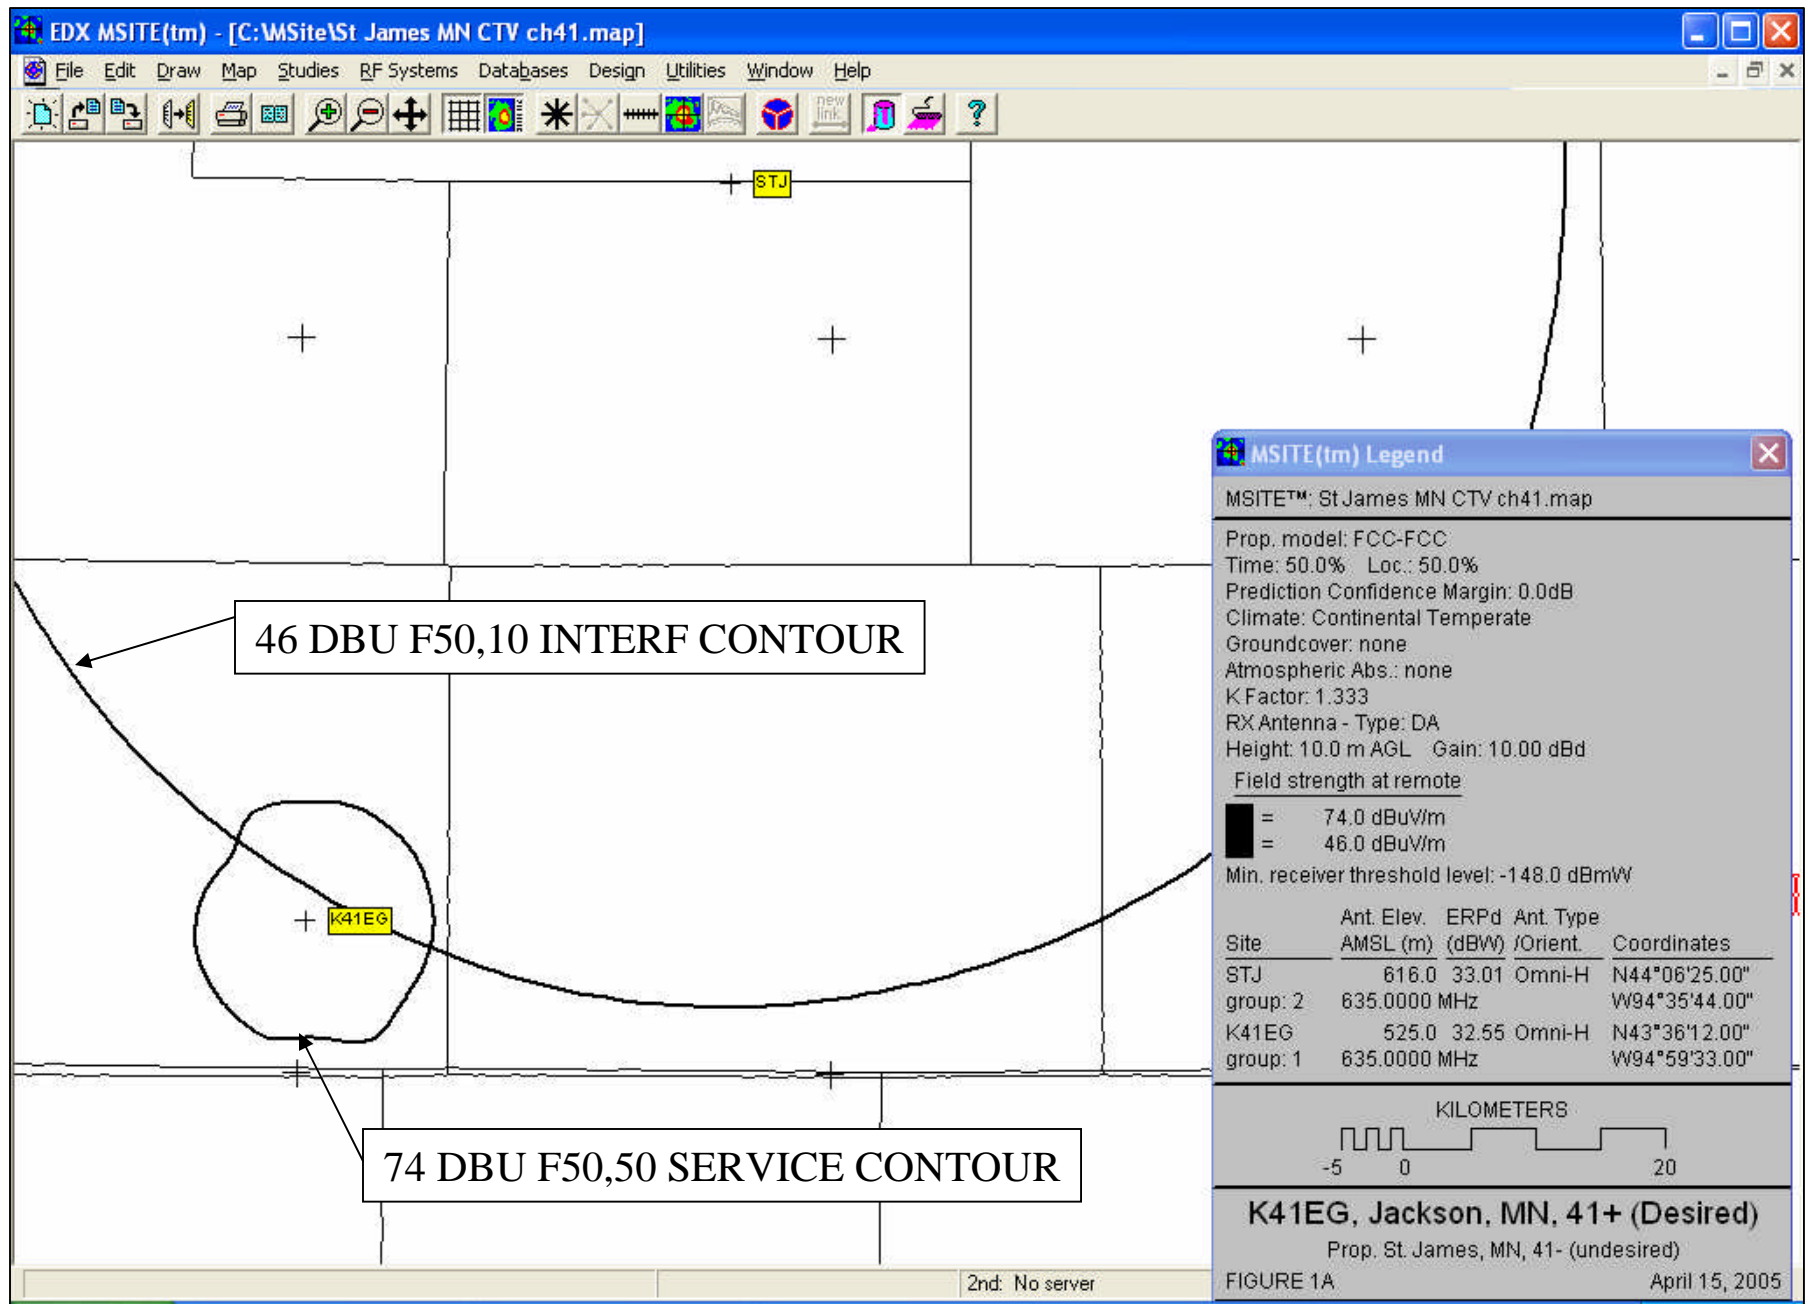 EDX MSITE(tm) - [C:\MSite\St James MN CTV ch41.map]
File Edit Draw Map Studies RF Systems Databases Design Utilities Window Help
new link
STJ
46 DBU F50,10 INTERF CONTOUR
K41EG
74 DBU F50,50 SERVICE CONTOUR
MSITE(tm) Legend
MSITE™: St James MN CTV ch41.map
Prop. model: FCC-FCC
Time: 50.0% Loc.: 50.0%
Prediction Confidence Margin: 0.0dB
Climate: Continental Temperate
Groundcover: none
Atmospheric Abs.: none
K Factor: 1.333
RX Antenna - Type: DA
Height: 10.0 m AGL Gain: 10.00 dBd
Field strength at remote
= 74.0 dBuV/m
= 46.0 dBuV/m
Min. receiver threshold level: -148.0 dBmW
Ant. Elev. ERPd Ant. Type
Site AMSL (m) (dBW) /Orient. Coordinates
STJ 616.0 33.01 Omni-H N44°06'25.00"
group: 2 635.0000 MHz W94°35'44.00"
K41EG 525.0 32.55 Omni-H N43°36'12.00"
group: 1 635.0000 MHz W94°59'33.00"
KILOMETERS
-5 0 20
K41EG, Jackson, MN, 41+ (Desired)
Prop. St. James, MN, 41- (undesired)
FIGURE 1A April 15, 2005
2nd: No server